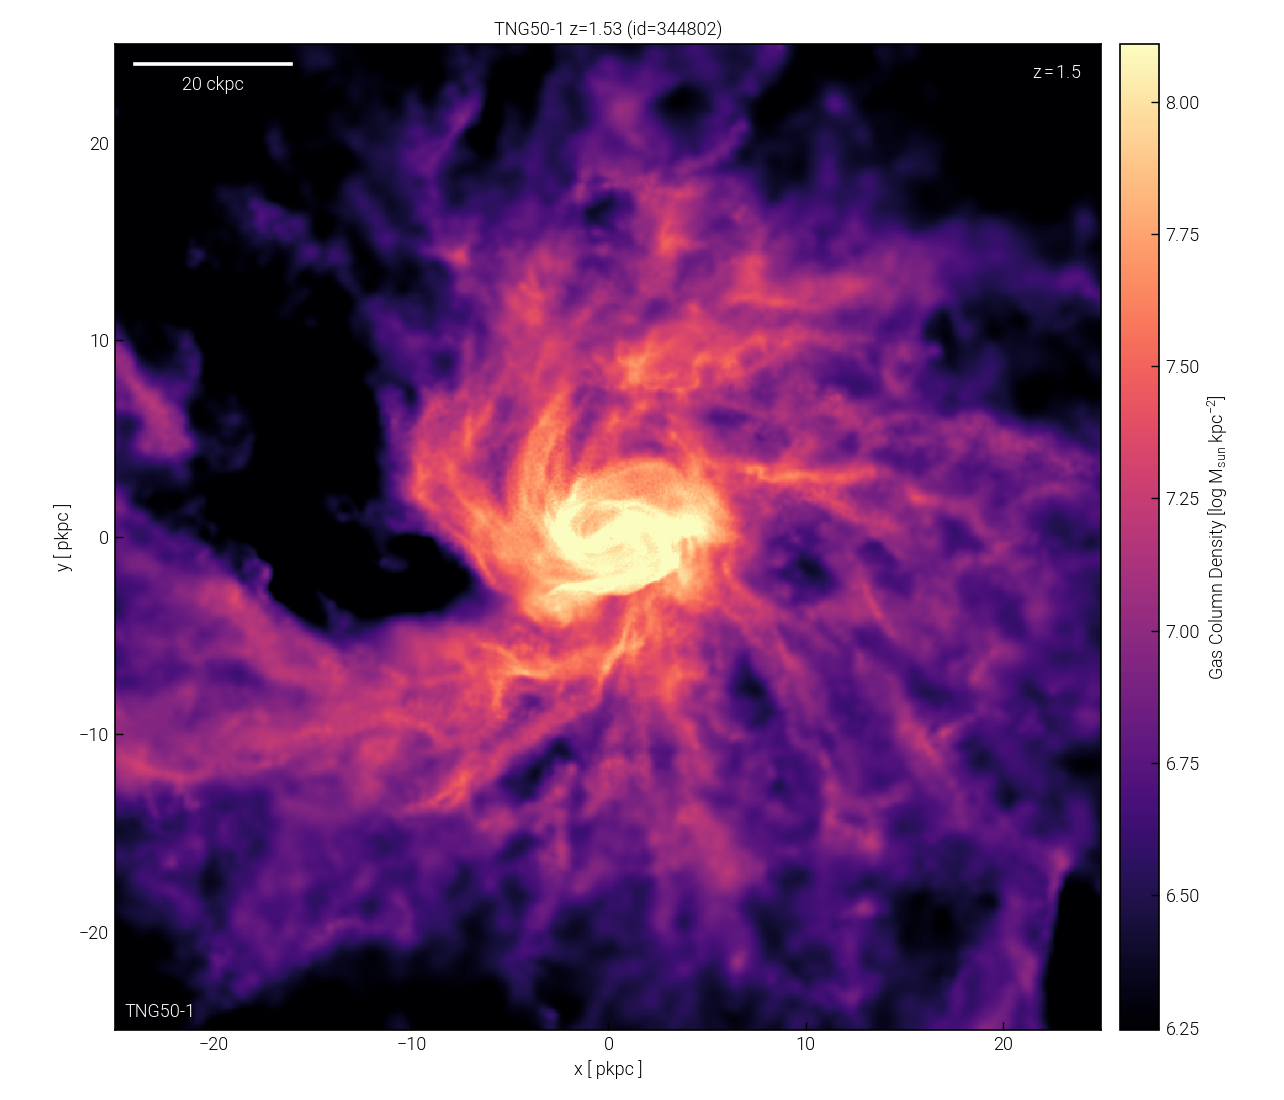 TNG50-1 z=1.53 (id=344802)
20 ckpc
z=1.5
TNG50-1
20
10
0
−10
−20
y [ pkpc ]
−20
−10
0
10
20
x [ pkpc ]
8.00
7.75
7.50
7.25
7.00
6.75
6.50
6.25
Gas Column Density [log M_sun kpc^−2]